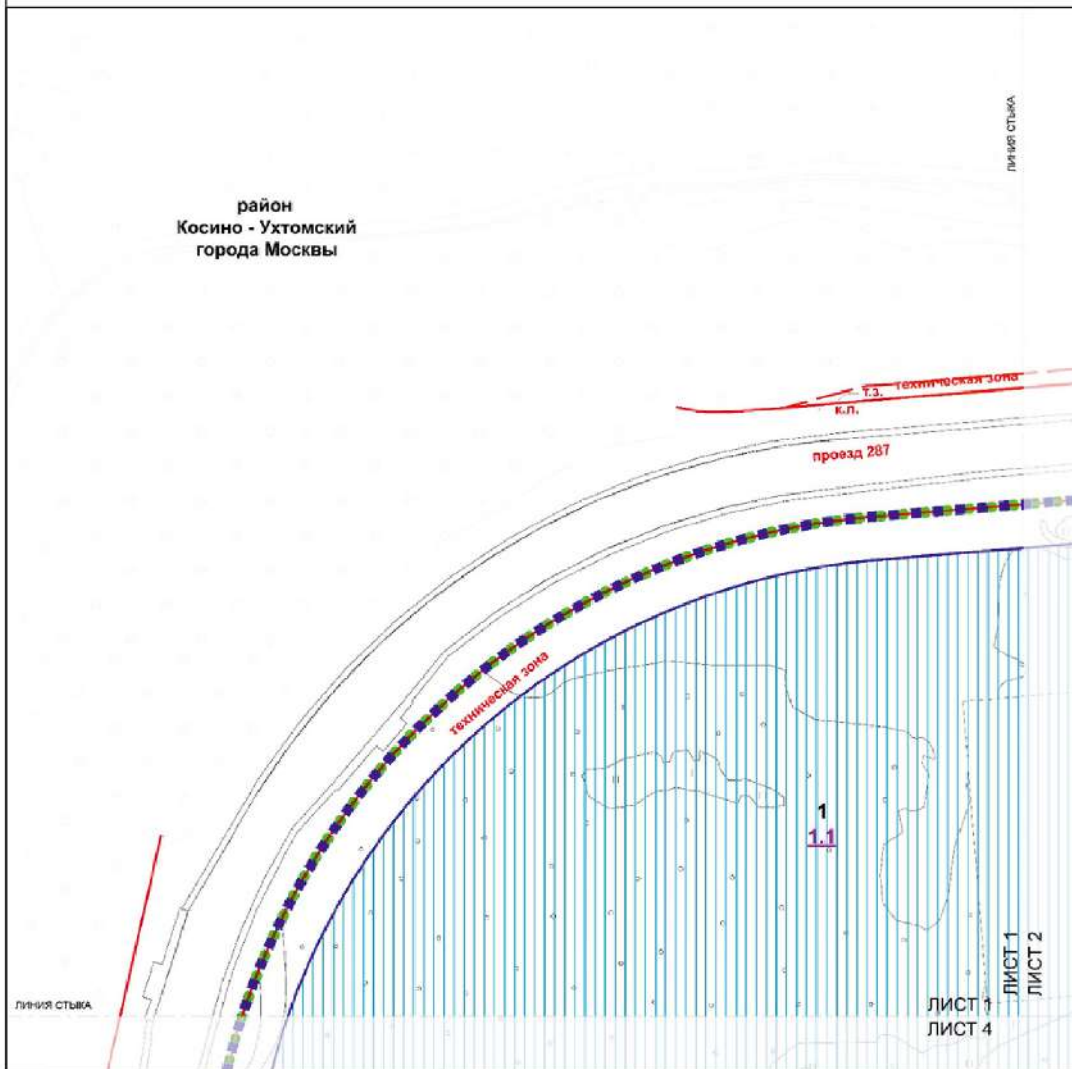 ЛИНИЯ СТЫКА
район
Косино - Ухтомский
города Москвы
техническая зона
т.з.
к.л.
проезд 287
техническая зона
1
1.1
ЛИСТ 1
ЛИСТ 2
ЛИНИЯ СТЫКА
ЛИСТ 1
ЛИСТ 4